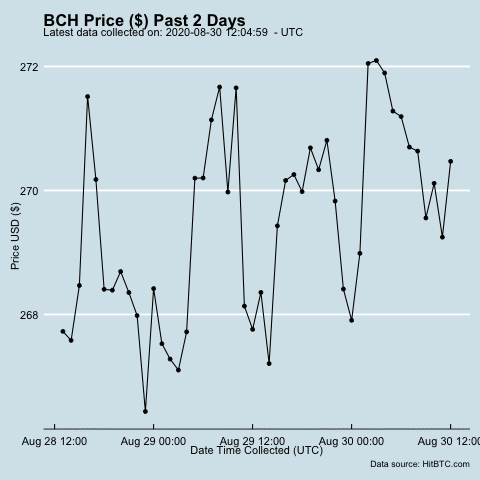 BCH Price ($) Past 2 Days
Latest data collected on: 2020-08-30 12:04:59 - UTC
272
270
268
Price USD ($)
Aug 28 12:00 Aug 29 00:00 Aug 29 12:00 Aug 30 00:00 Aug 30 12:00
Date Time Collected (UTC)
Data source: HitBTC.com